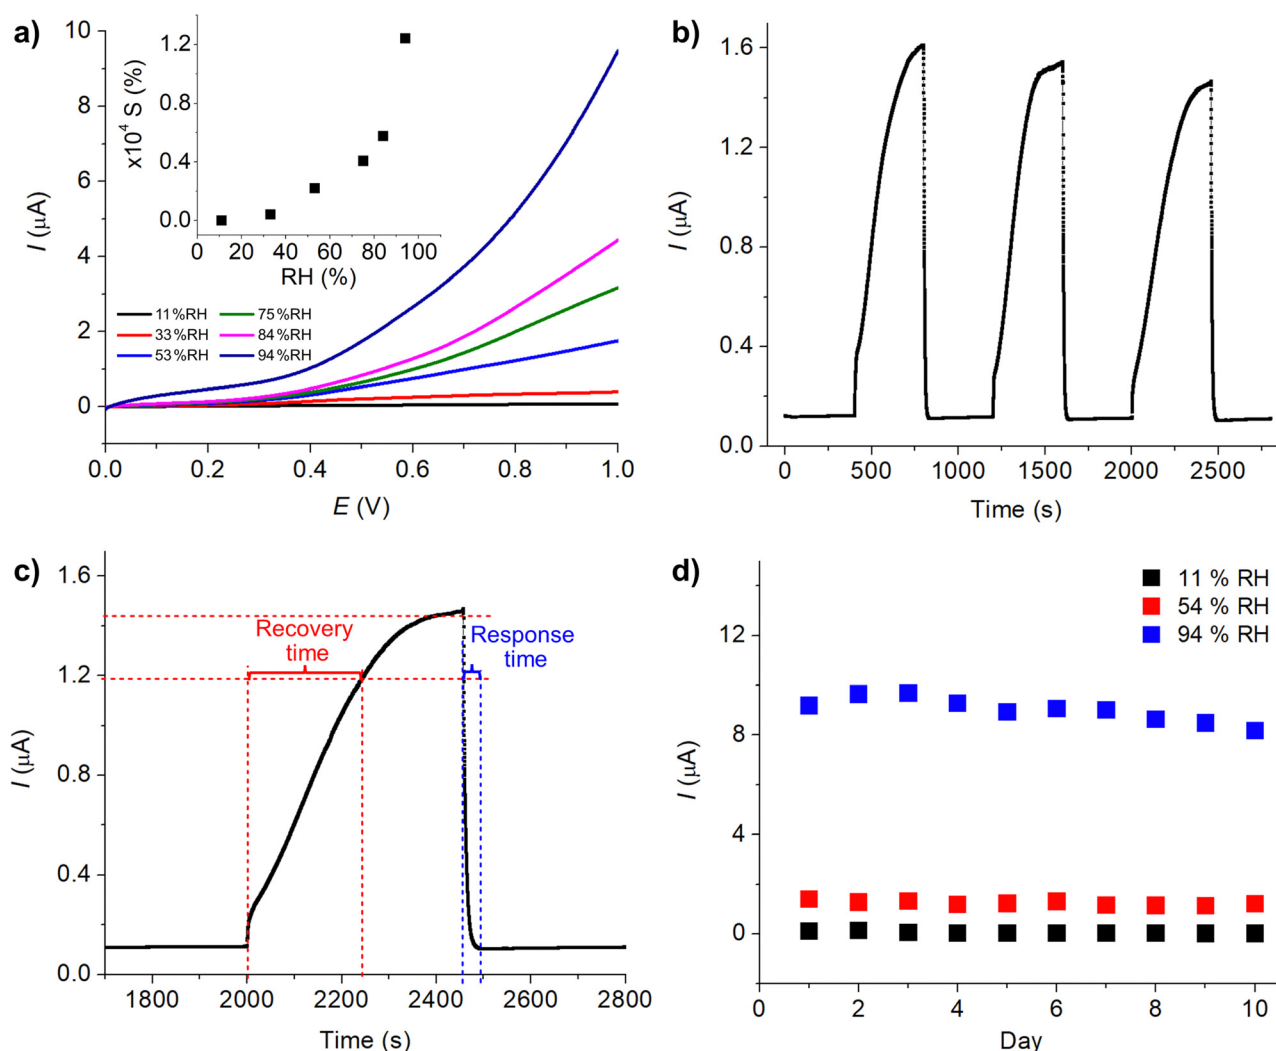 a)
10
8
6
4
2
0
I (μA)
0.0 0.2 0.4 0.6 0.8 1.0
E (V)
1.2
0.8
0.4
0.0
x10⁴ S (%)
0 20 40 60 80 100
RH (%)
11%RH 75%RH
33%RH 84%RH
53%RH 94%RH
b)
1.6
1.2
0.8
0.4
0.0
I (μA)
0 500 1000 1500 2000 2500
Time (s)
c)
1.6
1.2
0.8
0.4
0.0
I (μA)
Recovery
time
Response
time
1800 2000 2200 2400 2600 2800
Time (s)
d)
11 % RH
54 % RH
94 % RH
12
8
4
0
I (μA)
0 2 4 6 8 10
Day